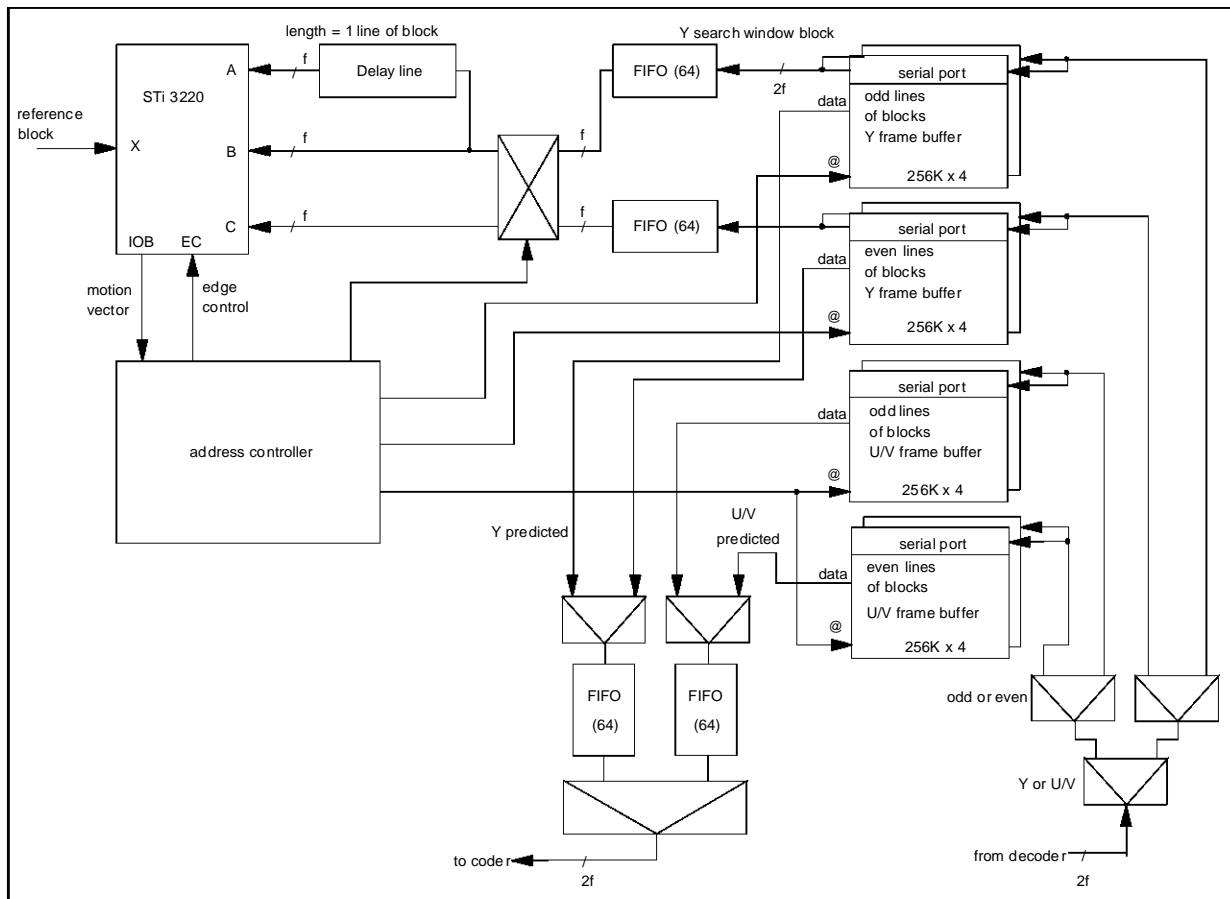 length = 1 line of block
Y search window block
A
f
Delay line
FIFO (64)
2f
serial port
STi 3220
data
odd lines
of blocks
Y frame buffer
reference
block
X
B
f
f
@
256K x 4
C
f
f
FIFO (64)
serial port
IOB
EC
even lines
of blocks
Y frame buffer
data
motion
vector
edge
control
@
256K x 4
serial port
data
odd lines
of blocks
U/V frame buffer
address controller
@
256K x 4
Y predicted
U/V
predicted
serial port
data
even lines
of blocks
U/V frame buffer
@
256K x 4
FIFO
(64)
FIFO
(64)
odd or even
Y or U/V
to coder
2f
from decoder
2f